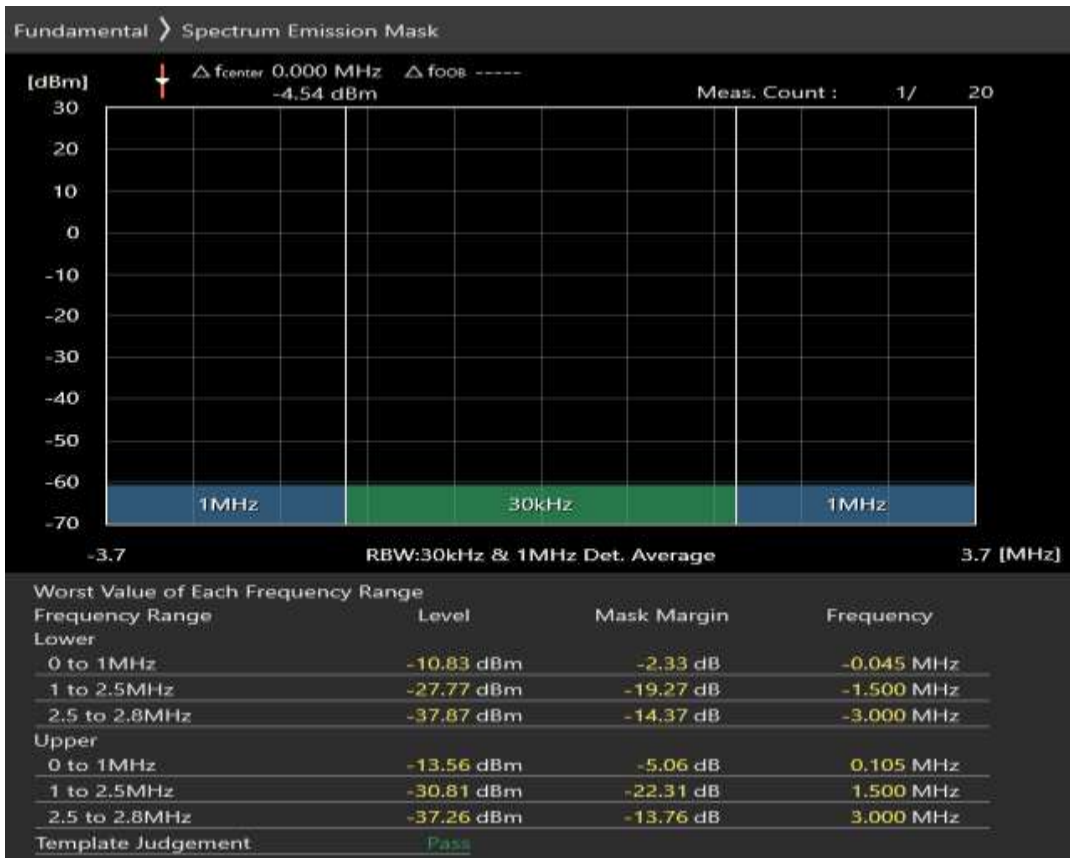 Fundamental 〉 Spectrum Emission Mask
[dBm] △ fcenter 0.000 MHz △ fOOB -----
-4.54 dBm Meas. Count : 1/ 20
30
20
10
0
-10
-20
-30
-40
-50
-60
1MHz 30kHz 1MHz
-70
-3.7 RBW:30kHz & 1MHz Det. Average 3.7 [MHz]
Worst Value of Each Frequency Range
Frequency Range Level Mask Margin Frequency
Lower
0 to 1MHz -10.83 dBm -2.33 dB -0.045 MHz
1 to 2.5MHz -27.77 dBm -19.27 dB -1.500 MHz
2.5 to 2.8MHz -37.87 dBm -14.37 dB -3.000 MHz
Upper
0 to 1MHz -13.56 dBm -5.06 dB 0.105 MHz
1 to 2.5MHz -30.81 dBm -22.31 dB 1.500 MHz
2.5 to 2.8MHz -37.26 dBm -13.76 dB 3.000 MHz
Template Judgement Pass